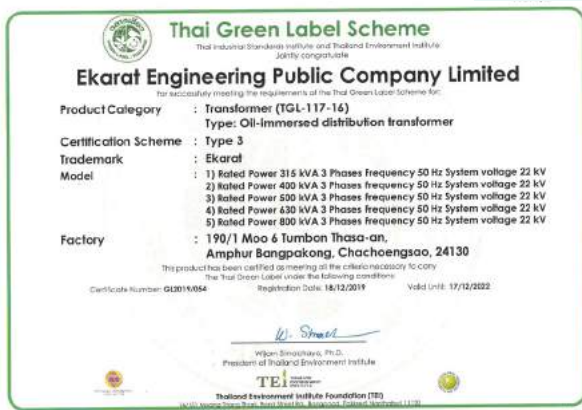 Thai Green Label Scheme
Thai Industrial Standards Institute and Thailand Environment Institute
Jointly congratulate
Ekarat Engineering Public Company Limited
for successfully meeting the requirements of the Thai Green Label Scheme for:
Product Category : Transformer (TGL-117-16)
Type: Oil-immersed distribution transformer
Certification Scheme : Type 3
Trademark : Ekarat
Model : 1) Rated Power 315 kVA 3 Phases Frequency 50 Hz System voltage 22 kV
2) Rated Power 400 kVA 3 Phases Frequency 50 Hz System voltage 22 kV
3) Rated Power 500 kVA 3 Phases Frequency 50 Hz System voltage 22 kV
4) Rated Power 630 kVA 3 Phases Frequency 50 Hz System voltage 22 kV
5) Rated Power 800 kVA 3 Phases Frequency 50 Hz System voltage 22 kV
Factory : 190/1 Moo 6 Tumbon Thasa-an,
Amphur Bangpakong, Chachoengsao, 24130
This product has been certified as meeting all the criteria necessary to carry
the Thai Green Label under the following conditions
Certificate Number: GL2019/054 Registration Date: 18/12/2019 Valid Until: 17/12/2022
Wijarn Simachaya, Ph.D.
President of Thailand Environment Institute
TEI
Thailand Environment Institute Foundation (TEI)